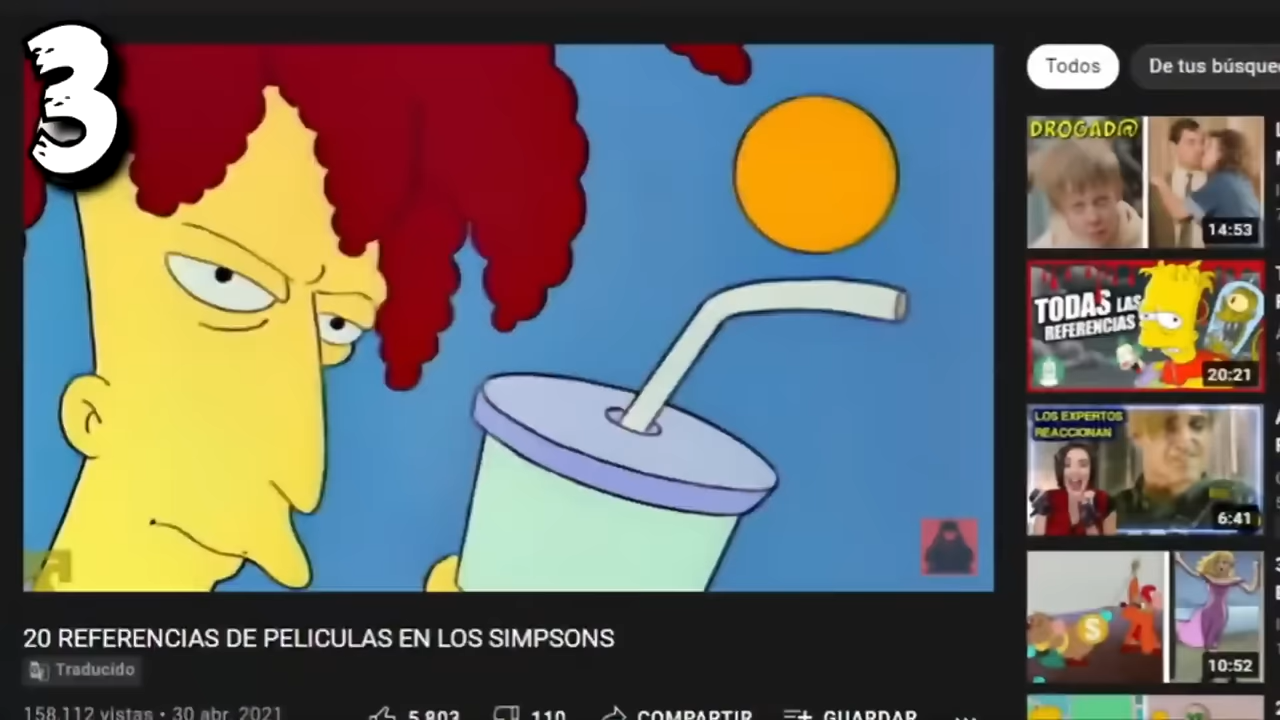 3
Todos
De tus búsque
DROGAD@
14:53
TODAS LAS
REFERENCIAS
20:21
LOS EXPERTOS
REACCIONAN
6:41
S
10:52
20 REFERENCIAS DE PELICULAS EN LOS SIMPSONS
Traducido
158.112 vistas • 30 abr. 2021
5.803
110
COMPARTIR
GUARDAR